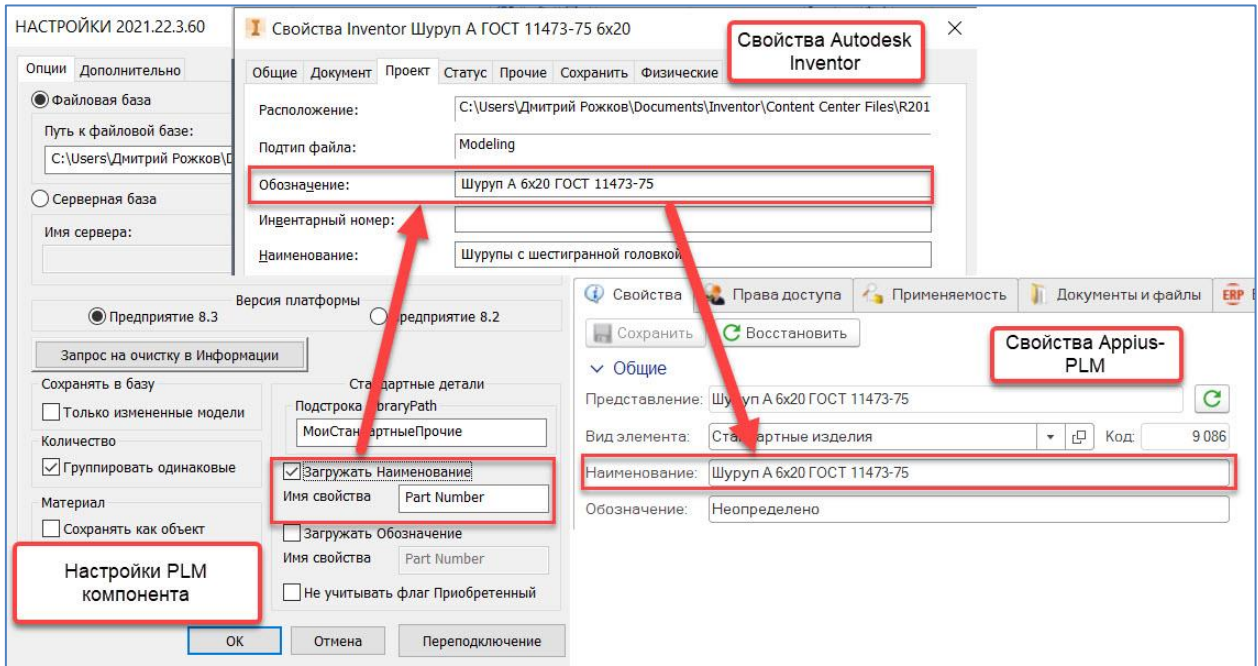 НАСТРОЙКИ 2021.22.3.60
Опции Дополнительно
Файловая база
Путь к файловой базе:
C:\Users\Дмитрий Рожков\D
Серверная база
Имя сервера:
Свойства Inventor Шуруп А ГОСТ 11473-75 6x20
Свойства Autodesk
Inventor
Общие Документ Проект Статус Прочие Сохранить Физические
Расположение: C:\Users\Дмитрий Рожков\Documents\Inventor\Content Center Files\R201
Подтип файла: Modeling
Обозначение: Шуруп А 6x20 ГОСТ 11473-75
Инвентарный номер:
Наименование: Шурупы с шестигранной головкой
Версия платформы
Предприятие 8.3 Предприятие 8.2
Запрос на очистку в Информации
Сохранять в базу
Только измененные модели
Количество
Группировать одинаковые
Материал
Сохранять как объект
Настройки PLM
компонента
Стандартные детали
Подстрока LibraryPath
МоиСтандартныеПрочие
Загружать Наименование
Имя свойства Part Number
Загружать Обозначение
Имя свойства Part Number
Не учитывать флаг Приобретенный
OK Отмена Переподключение
Свойства Права доступа Применяемость Документы и файлы ERP
Сохранить Восстановить
Свойства Appius-
PLM
Общие
Представление: Шуруп А 6x20 ГОСТ 11473-75
Вид элемента: Стандартные изделия Код: 9 086
Наименование: Шуруп А 6x20 ГОСТ 11473-75
Обозначение: Неопределено